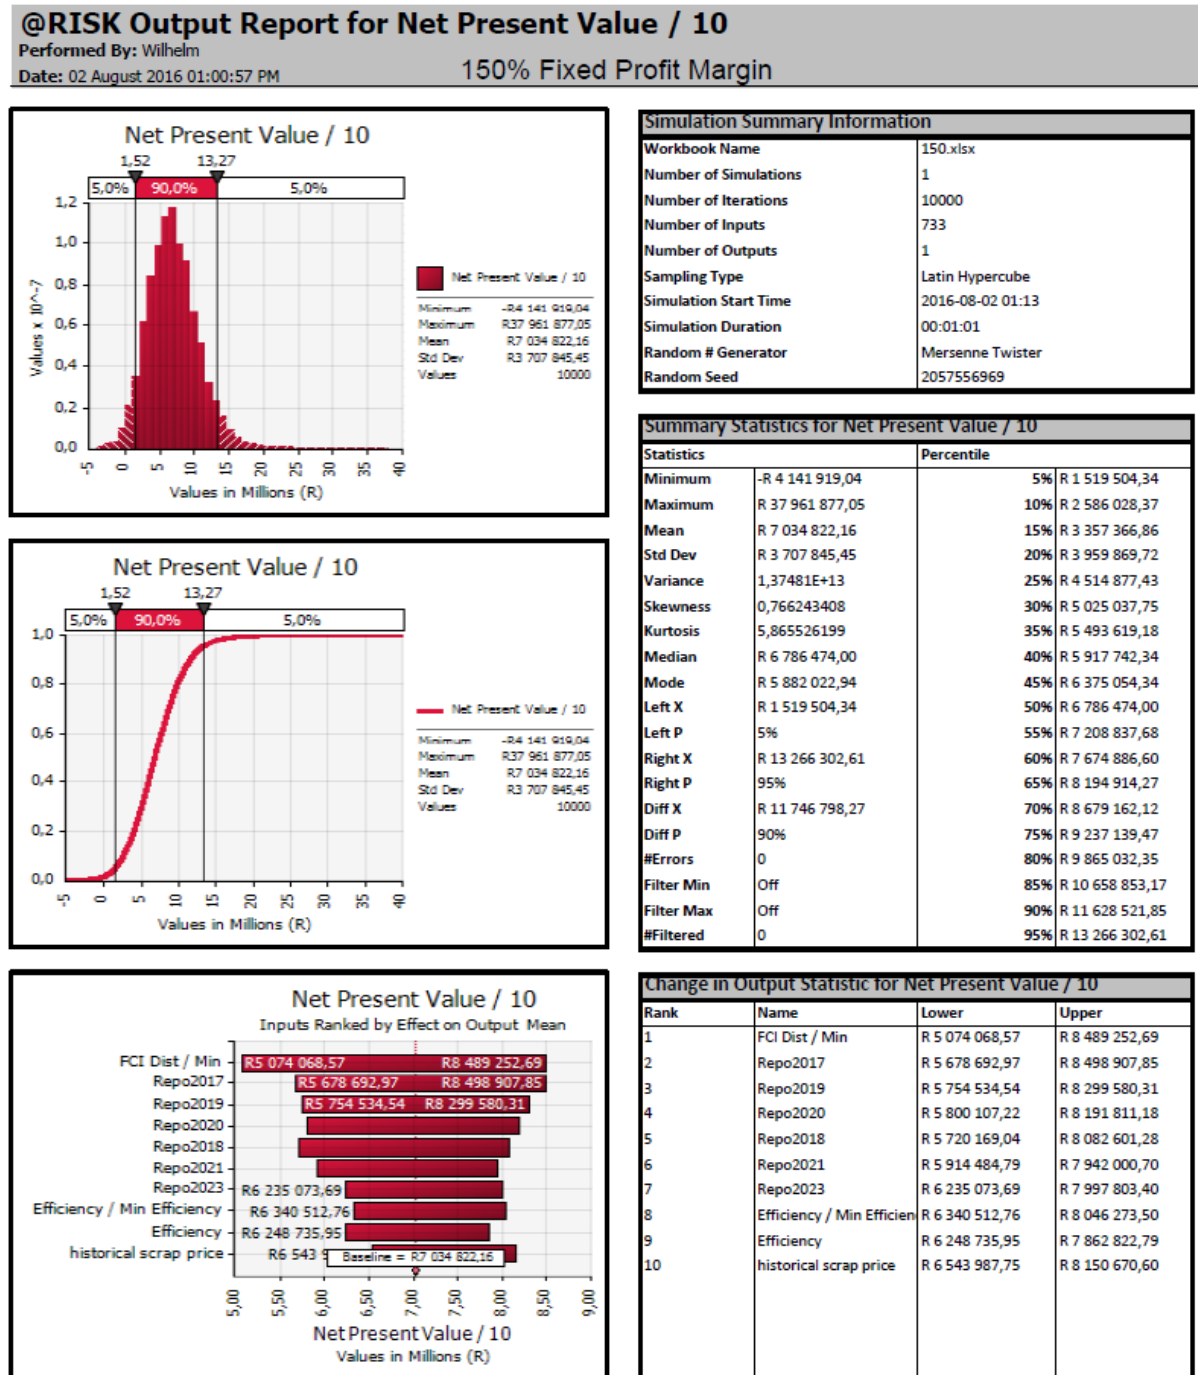 @RISK Output Report for Net Present Value / 10
Performed By: Wilhelm
Date: 02 August 2016 01:00:57 PM
150% Fixed Profit Margin
Net Present Value / 10
1,52 13,27
5,0% 90,0% 5,0%
1,2
1,0
0,8
0,6
0,4
0,2
0,0
Values x 10^-7
-5 0 5 10 15 20 25 30 35 40
Values in Millions (R)
Net Present Value / 10
Minimum -R4 141 919,04
Maximum R37 961 877,05
Mean R7 034 822,16
Std Dev R3 707 845,45
Values 10000
Simulation Summary Information
Workbook Name 150.xlsx
Number of Simulations 1
Number of Iterations 10000
Number of Inputs 733
Number of Outputs 1
Sampling Type Latin Hypercube
Simulation Start Time 2016-08-02 01:13
Simulation Duration 00:01:01
Random # Generator Mersenne Twister
Random Seed 2057556969
Net Present Value / 10
1,52 13,27
5,0% 90,0% 5,0%
1,0
0,8
0,6
0,4
0,2
0,0
-5 0 5 10 15 20 25 30 35 40
Values in Millions (R)
Net Present Value / 10
Minimum -R4 141 919,04
Maximum R37 961 877,05
Mean R7 034 822,16
Std Dev R3 707 845,45
Values 10000
Summary Statistics for Net Present Value / 10
Statistics Percentile
Minimum -R 4 141 919,04 5% R 1 519 504,34
Maximum R 37 961 877,05 10% R 2 586 028,37
Mean R 7 034 822,16 15% R 3 357 366,86
Std Dev R 3 707 845,45 20% R 3 959 869,72
Variance 1,37481E+13 25% R 4 514 877,43
Skewness 0,766243408 30% R 5 025 037,75
Kurtosis 5,865526199 35% R 5 493 619,18
Median R 6 786 474,00 40% R 5 917 742,34
Mode R 5 882 022,94 45% R 6 375 054,34
Left X R 1 519 504,34 50% R 6 786 474,00
Left P 5% 55% R 7 208 837,68
Right X R 13 266 302,61 60% R 7 674 886,60
Right P 95% 65% R 8 194 914,27
Diff X R 11 746 798,27 70% R 8 679 162,12
Diff P 90% 75% R 9 237 139,47
#Errors 0 80% R 9 865 032,35
Filter Min Off 85% R 10 658 853,17
Filter Max Off 90% R 11 628 521,85
#Filtered 0 95% R 13 266 302,61
Net Present Value / 10
Inputs Ranked by Effect on Output Mean
FCI Dist / Min R5 074 068,57 R8 489 252,69
Repo2017 R5 678 692,97 R8 498 907,85
Repo2019 R5 754 534,54 R8 299 580,31
Repo2020
Repo2018
Repo2021
Repo2023 R6 235 073,69
Efficiency / Min Efficiency R6 340 512,76
Efficiency R6 248 735,95
historical scrap price R6 543 9
Baseline = R7 034 822,16
5,00 5,50 6,00 6,50 7,00 7,50 8,00 8,50 9,00
Net Present Value / 10
Values in Millions (R)
Change in Output Statistic for Net Present Value / 10
Rank Name Lower Upper
1 FCI Dist / Min R 5 074 068,57 R 8 489 252,69
2 Repo2017 R 5 678 692,97 R 8 498 907,85
3 Repo2019 R 5 754 534,54 R 8 299 580,31
4 Repo2020 R 5 800 107,22 R 8 191 811,18
5 Repo2018 R 5 720 169,04 R 8 082 601,28
6 Repo2021 R 5 914 484,79 R 7 942 000,70
7 Repo2023 R 6 235 073,69 R 7 997 803,40
8 Efficiency / Min Efficien R 6 340 512,76 R 8 046 273,50
9 Efficiency R 6 248 735,95 R 7 862 822,79
10 historical scrap price R 6 543 987,75 R 8 150 670,60